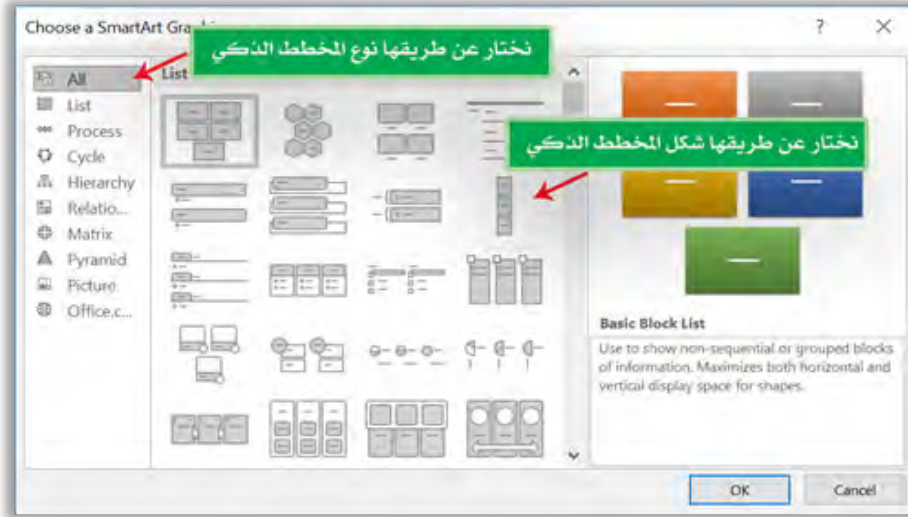 Choose a SmartArt Gra
?
نختار عن طريقها نوع المخطط الذكي
All
List
Process
Cycle
Hierarchy
Relatio...
Matrix
Pyramid
Picture
Office.c...
List
نختار عن طريقها شكل المخطط الذكي
Basic Block List
Use to show non-sequential or grouped blocks
of information. Maximizes both horizontal and
vertical display space for shapes.
OK
Cancel